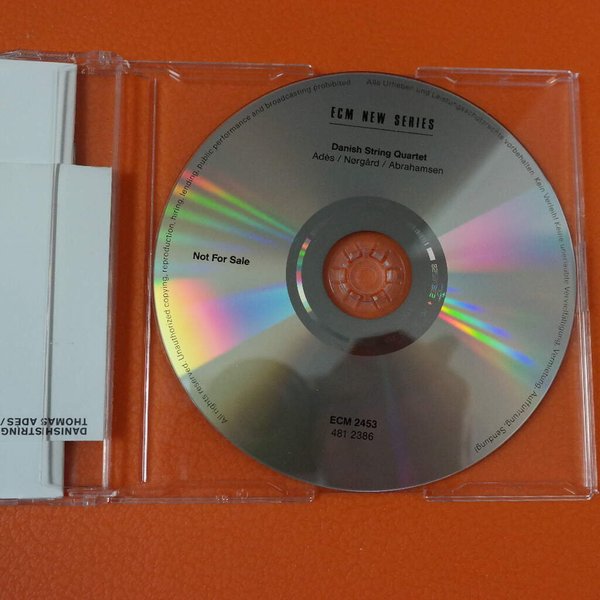 ECM NEW SERIES
Danish String Quartet
Adès / Nørgård / Abrahamsen
Not For Sale
ECM 2453
481 2386
All rights reserved. Unauthorized copying, reproduction, hiring, lending, public performance and broadcasting prohibited.
Alle Urheber und Leistungsschutzrechte vorbehalten. Kein Verleih! Keine unerlaubte Vervielfältigung, Vermietung, Aufführung, Sendung!
DANISH STRING
THOMAS ADÈS /